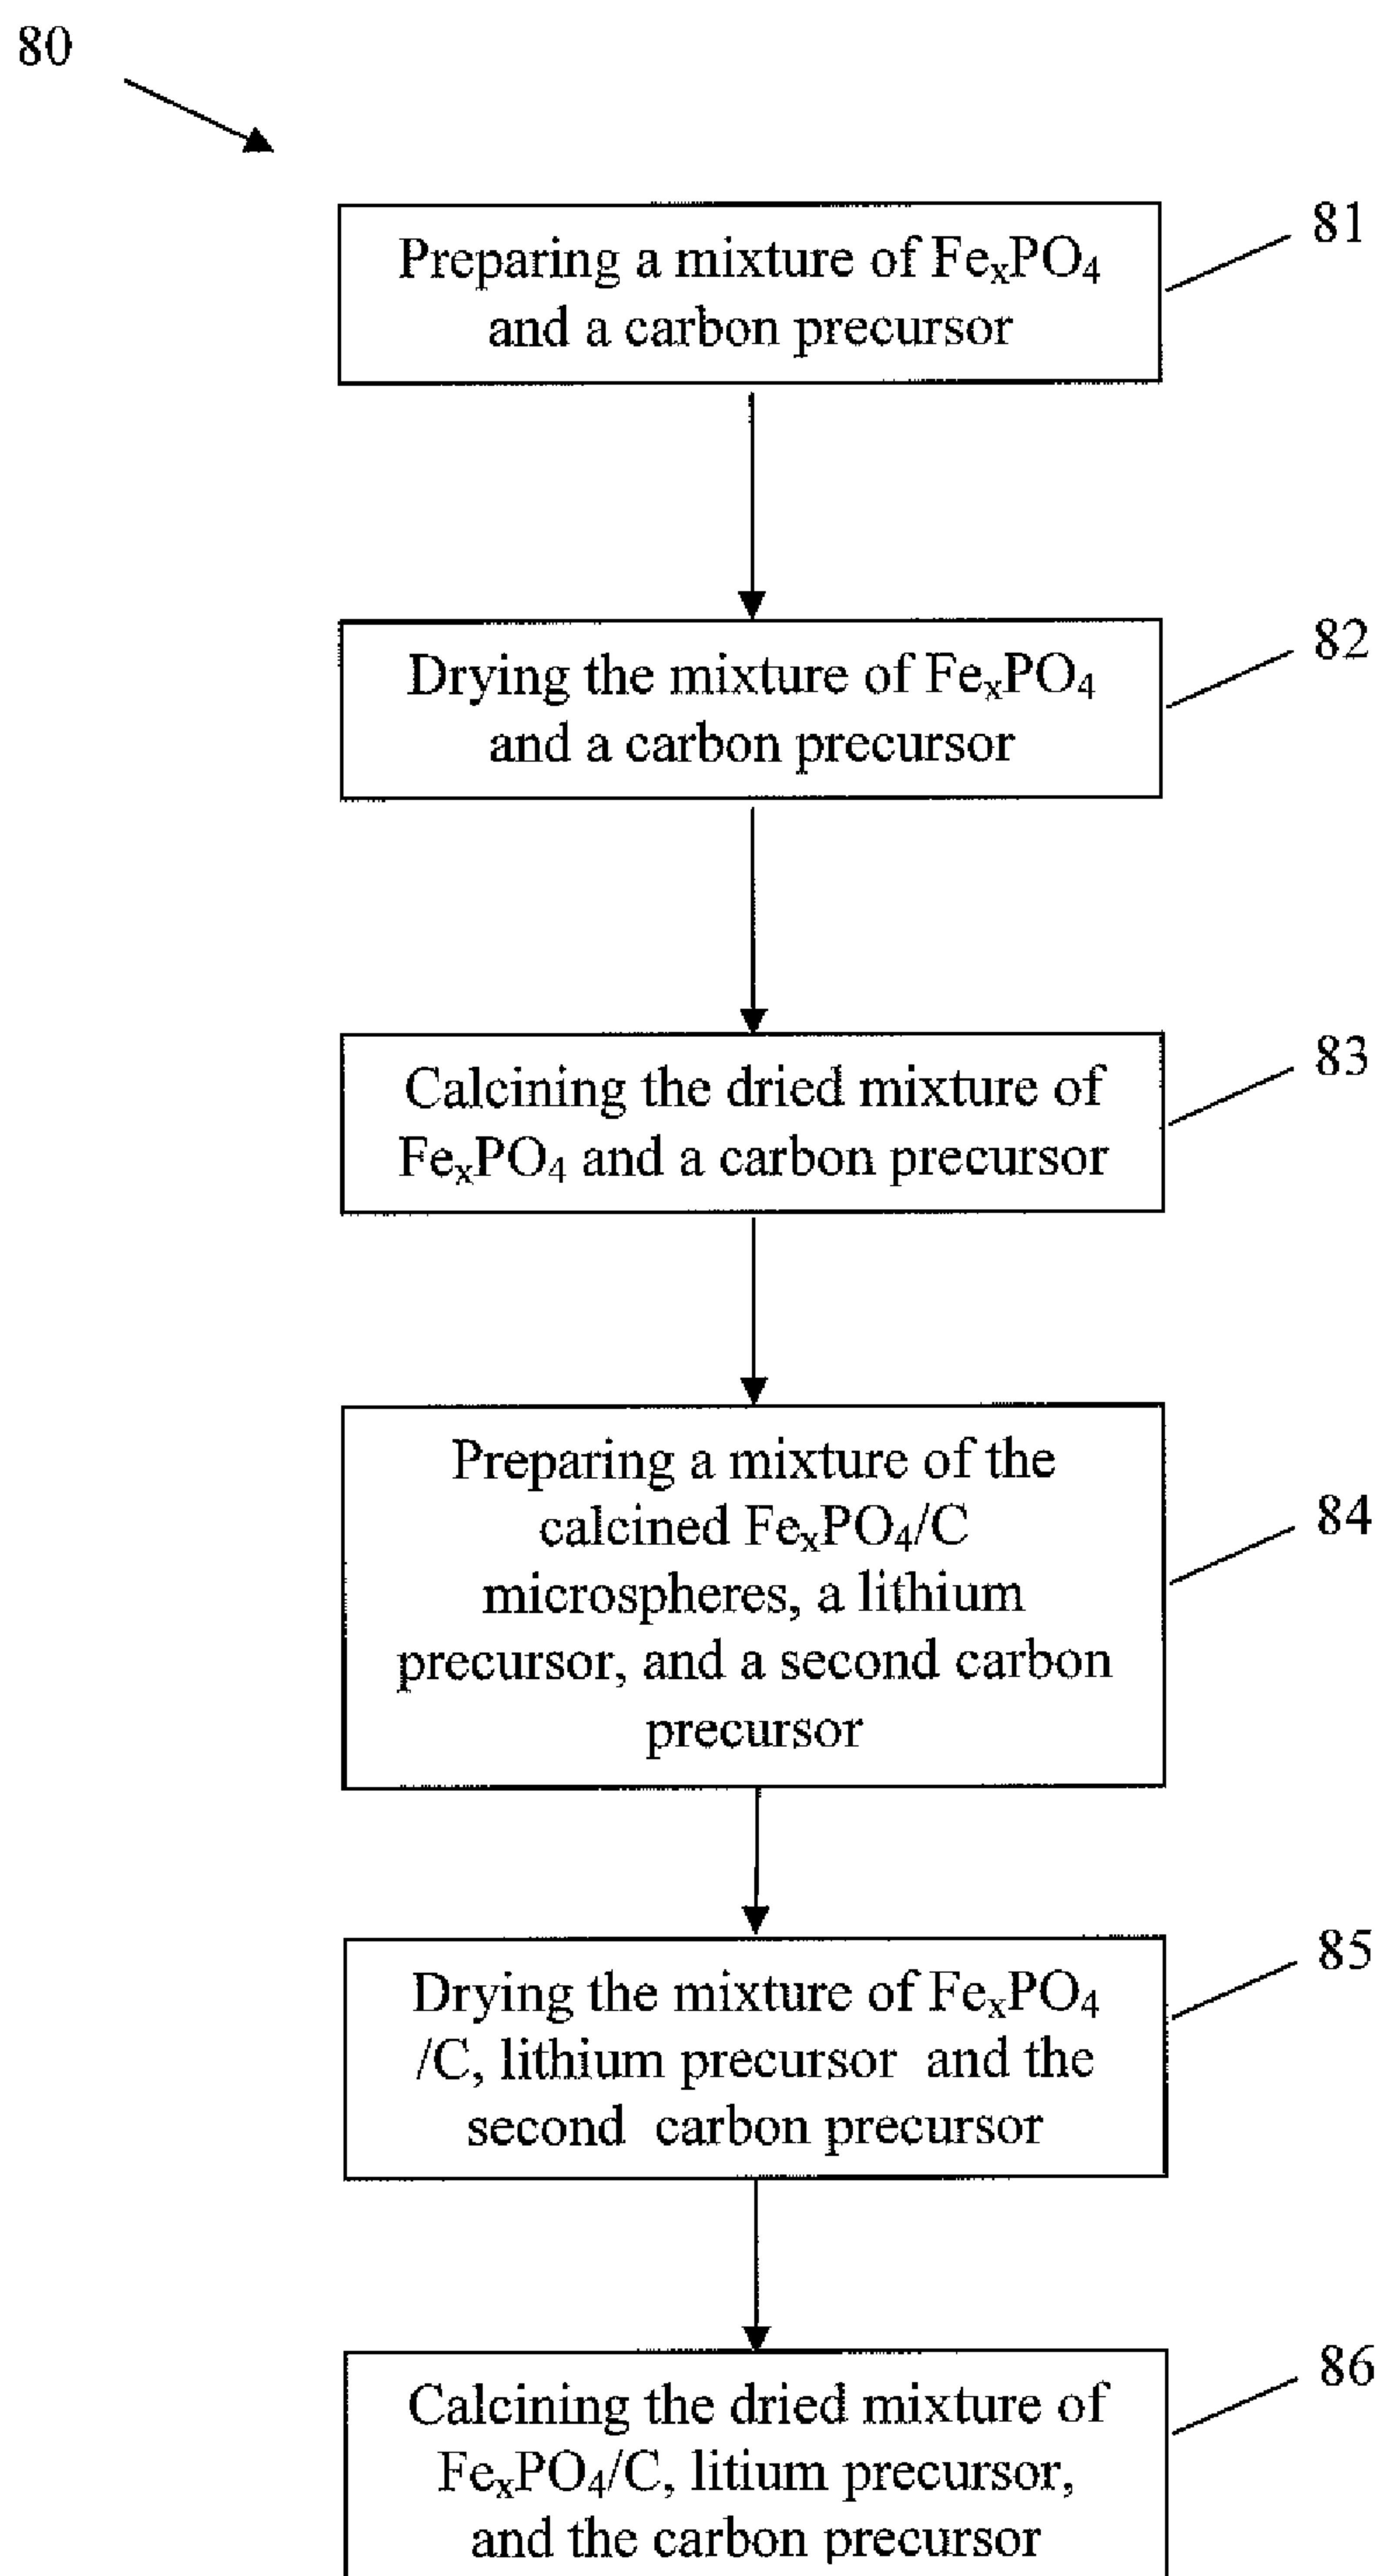 80
81
Preparing a mixture of FeₓPO₄
and a carbon precursor
82
Drying the mixture of FeₓPO₄
and a carbon precursor
83
Calcining the dried mixture of
FeₓPO₄ and a carbon precursor
Preparing a mixture of the
calcined FeₓPO₄/C
84
microspheres, a lithium
precursor, and a second carbon
precursor
85
Drying the mixture of FeₓPO₄
/C, lithium precursor and the
second carbon precursor
86
Calcining the dried mixture of
FeₓPO₄/C, litium precursor,
and the carbon precursor